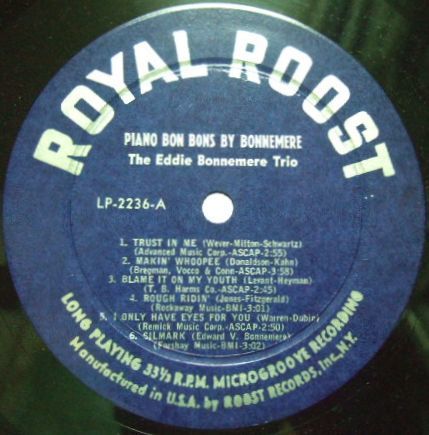 ROYAL ROOST
PIANO BON BONS BY BONNEMERE
The Eddie Bonnemere Trio
LP-2236-A
1. TRUST IN ME (Wever-Milton-Schwartz)
(Advanced Music Corp.-ASCAP-2:55)
2. MAKIN' WHOOPEE (Donaldson-Kahn)
(Bregman, Vocco & Conn-ASCAP-3:58)
3. BLAME IT ON MY YOUTH (Levant-Heyman)
(T. B. Harms Co.-ASCAP-2:45)
4. ROUGH RIDIN' (Jones-Fitzgerald)
(Rockaway Music-BMI-3:01)
5. I ONLY HAVE EYES FOR YOU (Warren-Dubin)
(Remick Music Corp.-ASCAP-2:50)
6. SILMARK (Edward V. Bonnemere)
(Forshay Music-BMI-3:02)
LONG PLAYING 33⅓ R.P.M. MICROGROOVE RECORDING
Manufactured in U.S.A. by ROOST RECORDS, Inc., N.Y.